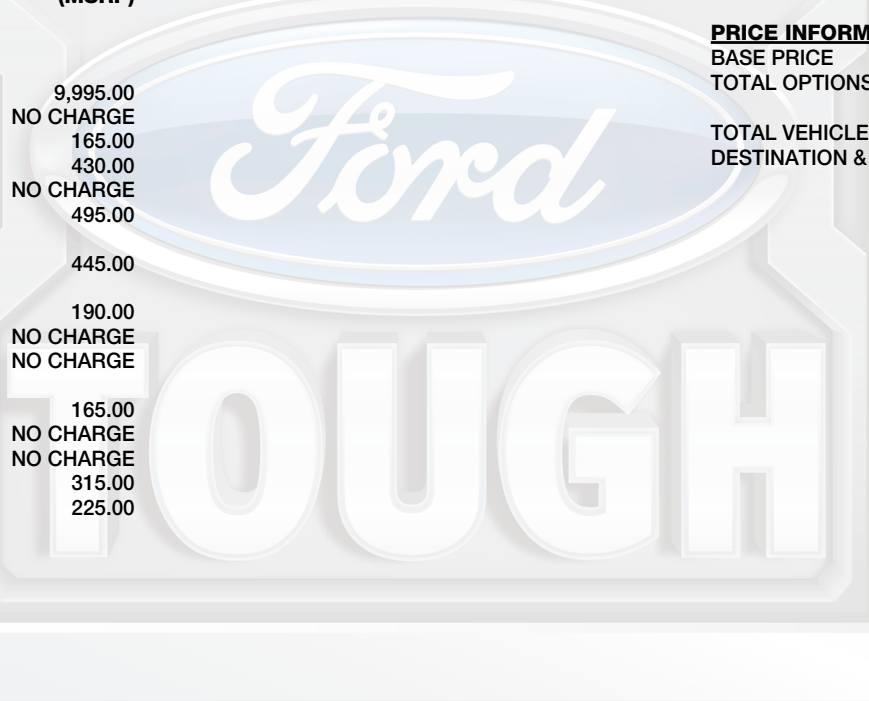 (MSRP)
9,995.00
NO CHARGE
165.00
430.00
NO CHARGE
495.00
445.00
190.00
NO CHARGE
NO CHARGE
165.00
NO CHARGE
NO CHARGE
315.00
225.00
PRICE INFORM
BASE PRICE
TOTAL OPTIONS
TOTAL VEHICLE
DESTINATION &
Ford
TOUGH